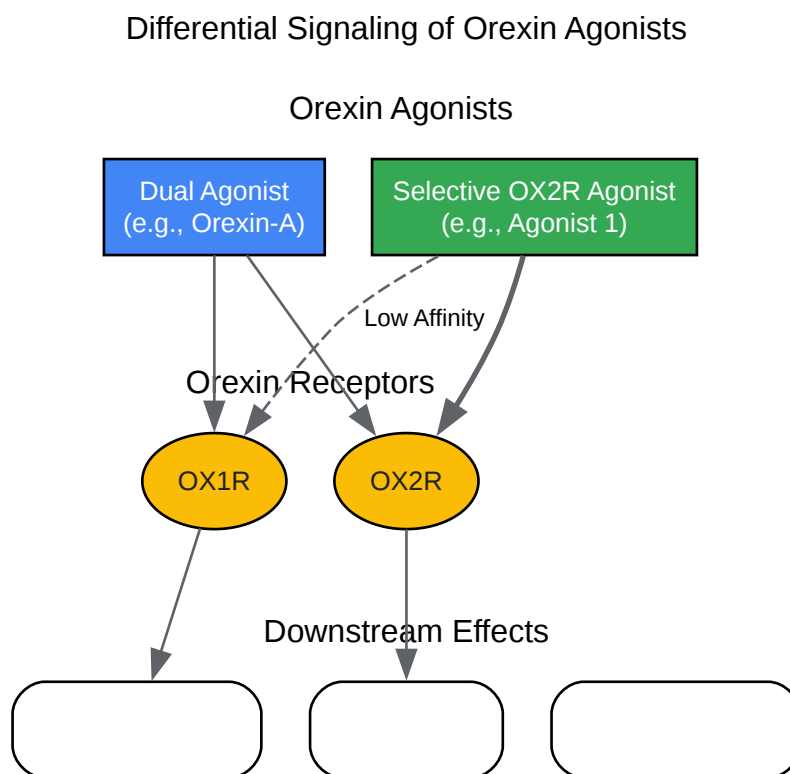 Differential Signaling of Orexin Agonists
Orexin Agonists
Dual Agonist
(e.g., Orexin-A)
Selective OX2R Agonist
(e.g., Agonist 1)
Low Affinity
Orexin Receptors
OX1R
OX2R
Downstream Effects